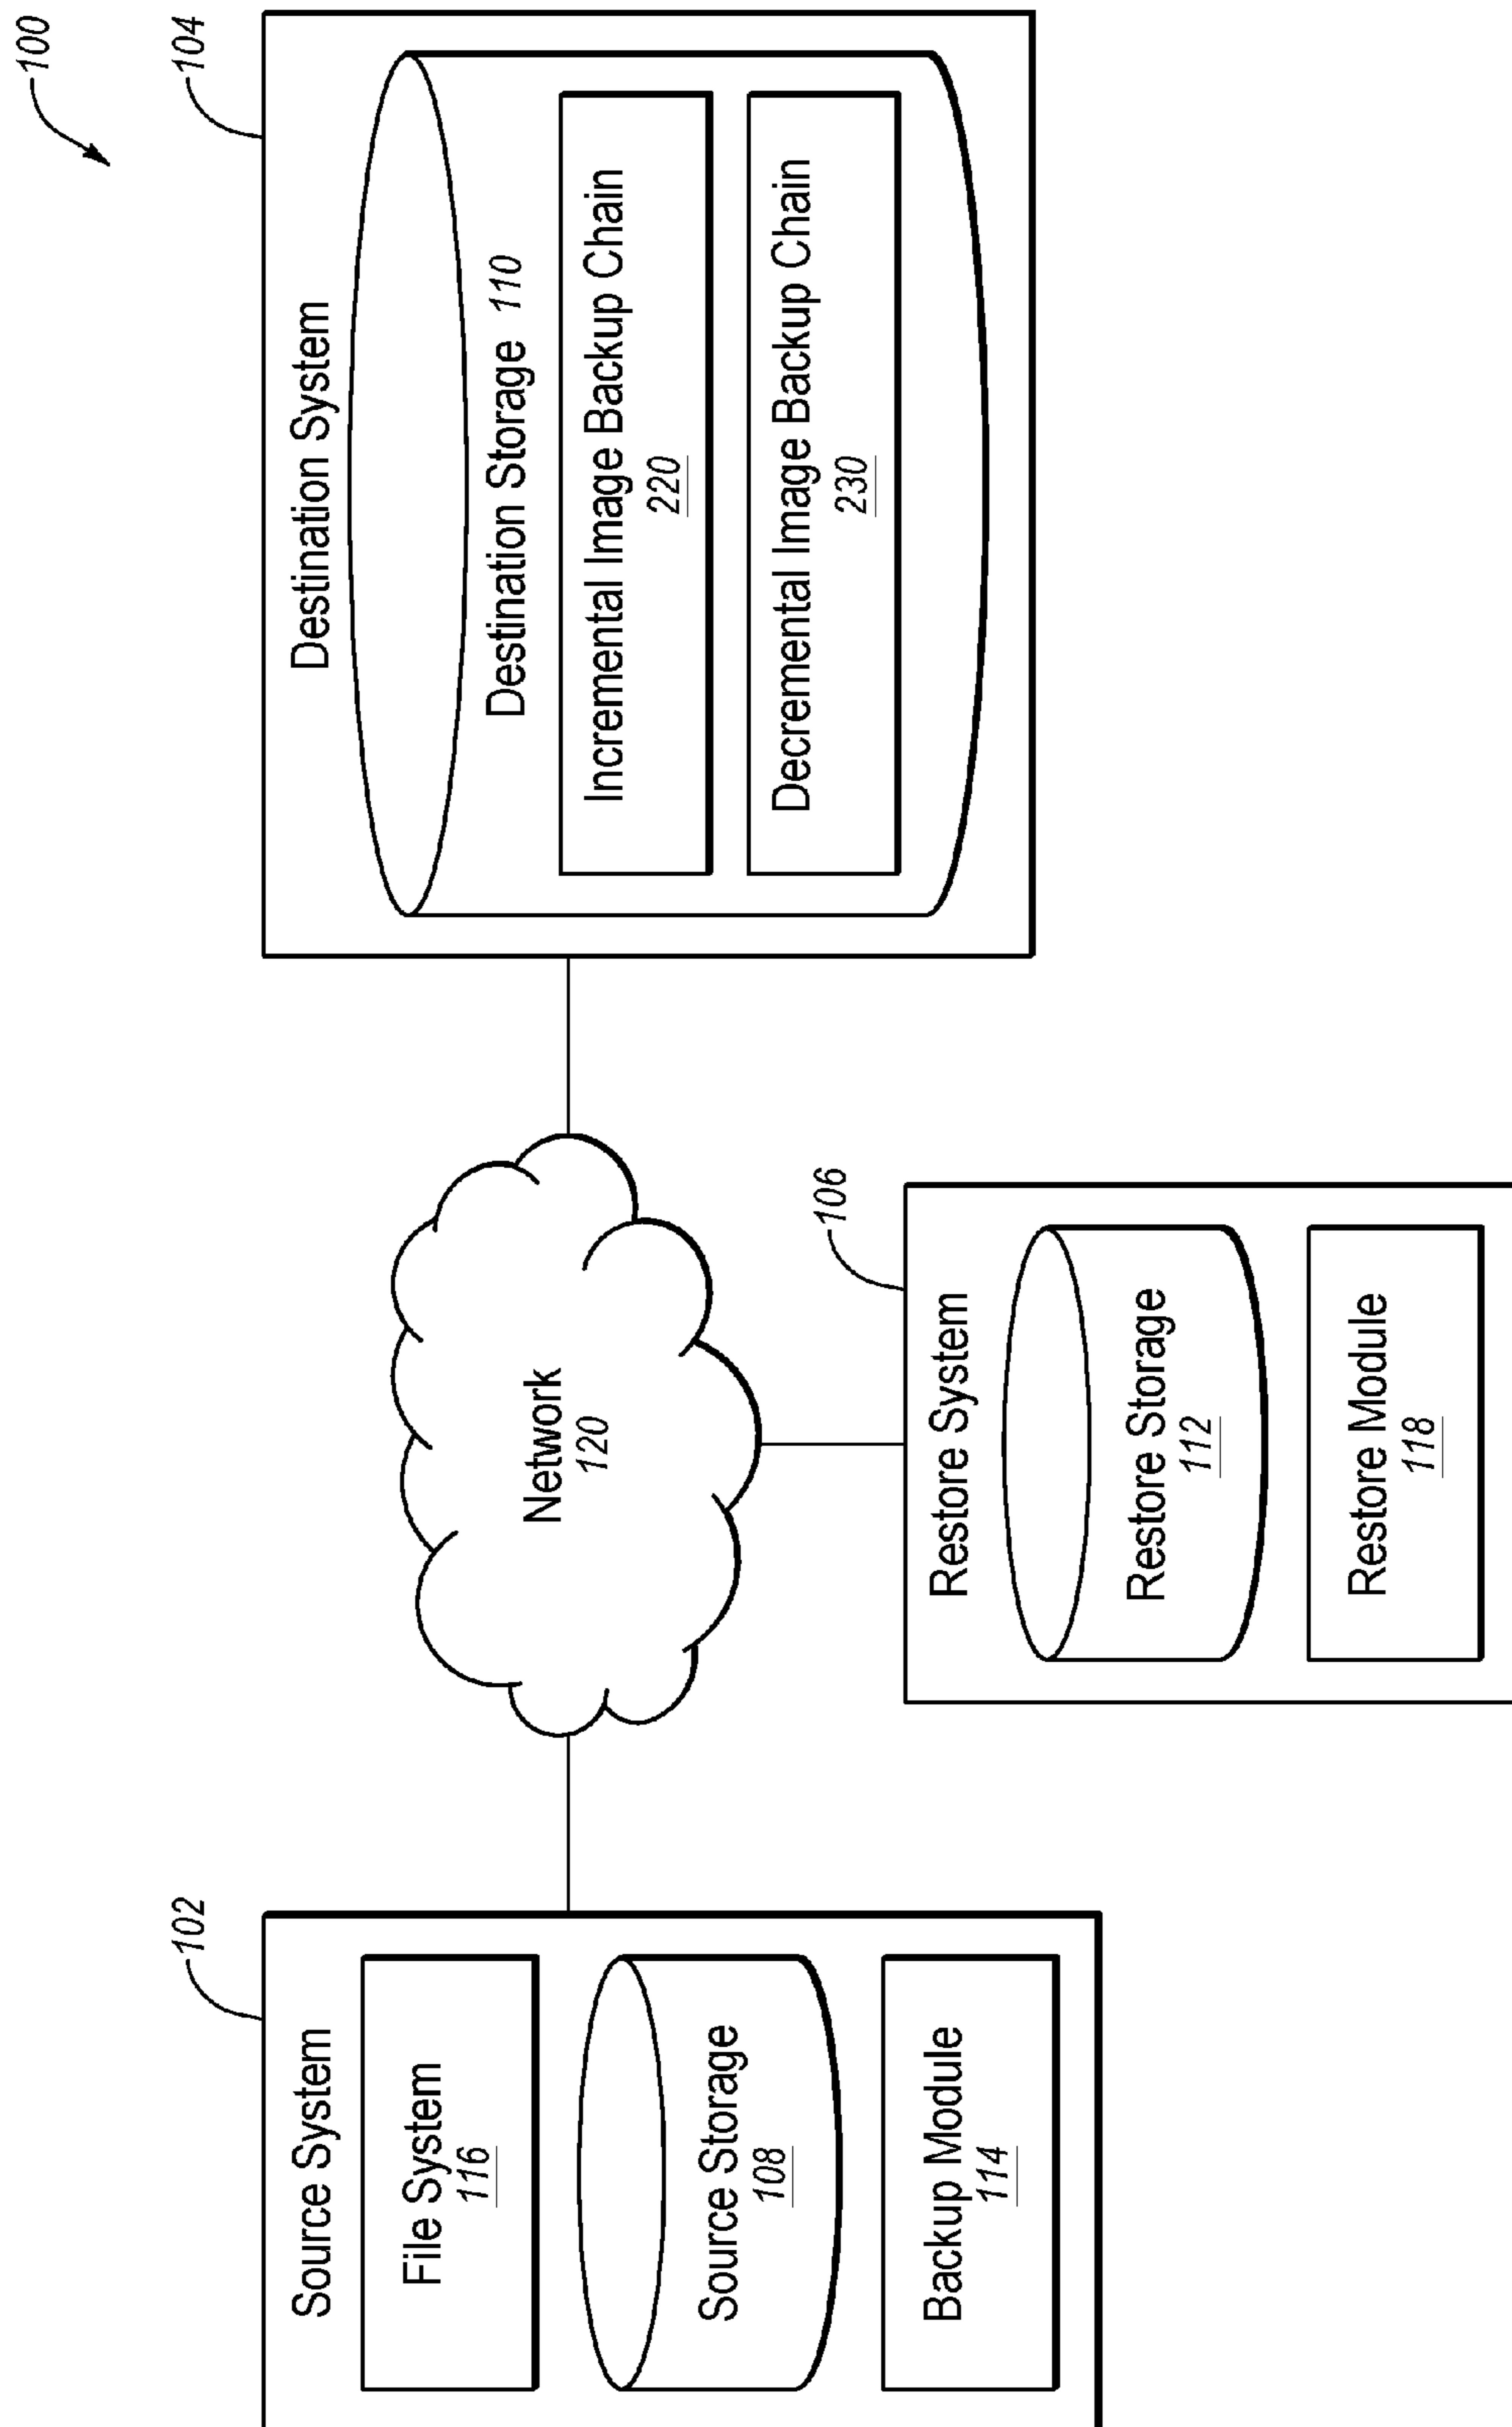 100
102
Source System
File System
116
Source Storage
108
Backup Module
114
Network
120
106
Restore System
Restore Storage
112
Restore Module
118
104
Destination System
Destination Storage 110
Incremental Image Backup Chain
220
Decremental Image Backup Chain
230